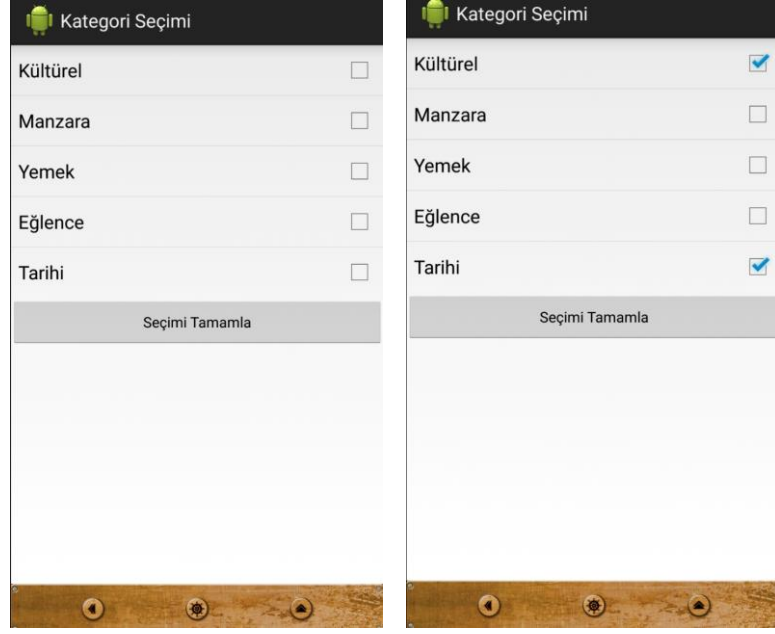 Kategori Seçimi
Kültürel
Manzara
Yemek
Eğlence
Tarihi
Seçimi Tamamla
Kategori Seçimi
Kültürel
Manzara
Yemek
Eğlence
Tarihi
Seçimi Tamamla